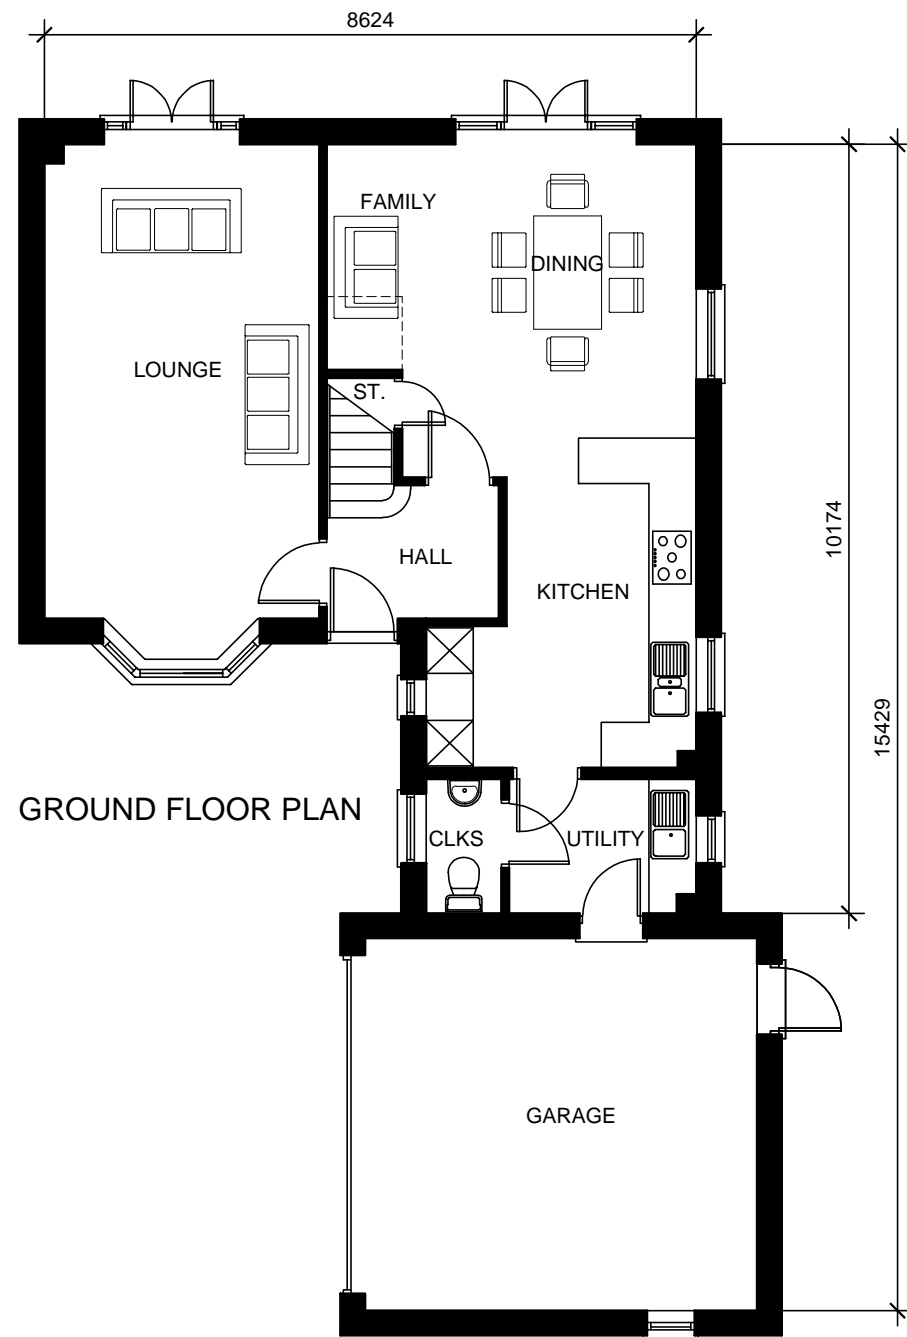 8624
FAMILY
DINING
LOUNGE
ST.
10174
HALL
KITCHEN
15429
GROUND FLOOR PLAN
CLKS
UTILITY
GARAGE